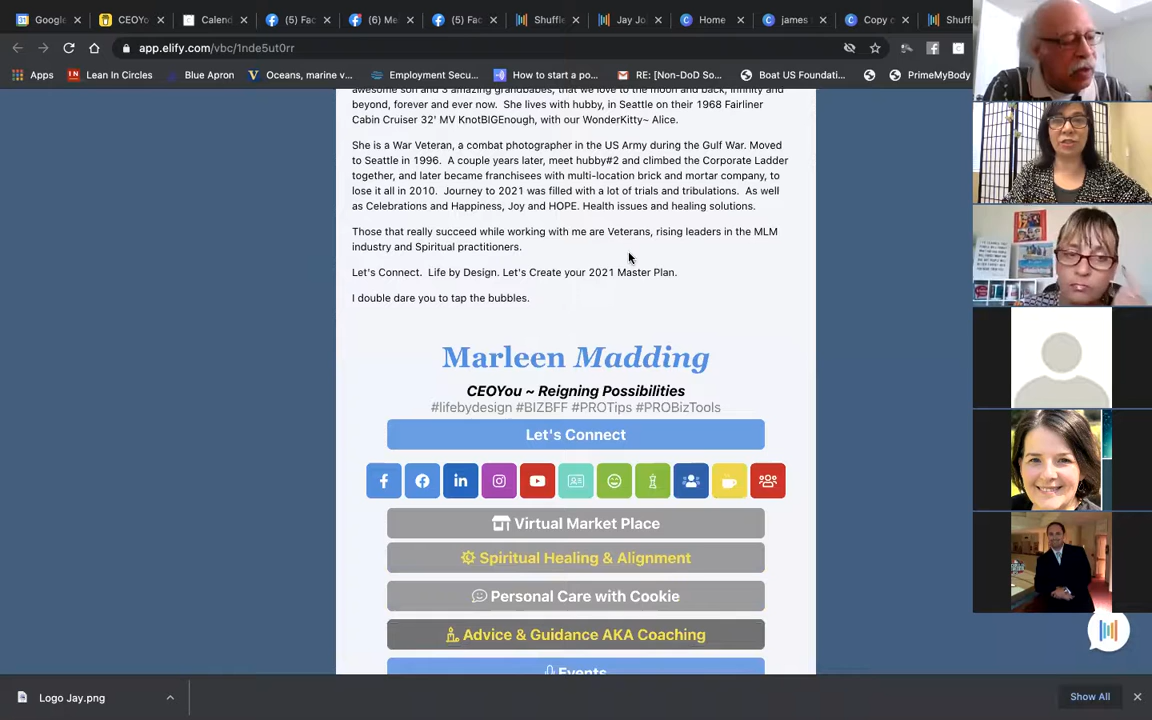 Google
CEOYo
Calend
(5) Fac
(6) Me
(5) Fac
Shuffle
Jay Jo
Home
james
Copy o
Shuff
app.elify.com/vbc/1nde5ut0rr
Apps
Lean In Circles
Blue Apron
Oceans, marine v...
Employment Secu...
How to start a po...
RE: [Non-DoD So...
Boat US Foundati...
PrimeMyBody
awesome son and 3 amazing grandbabies, that we love to the moon and back, infinity and
beyond, forever and ever now.  She lives with hubby, in Seattle on their 1968 Fairliner
Cabin Cruiser 32' MV KnotBIGEnough, with our WonderKitty~ Alice.
She is a War Veteran, a combat photographer in the US Army during the Gulf War. Moved
to Seattle in 1996.  A couple years later, meet hubby#2 and climbed the Corporate Ladder
together, and later became franchisees with multi-location brick and mortar company, to
lose it all in 2010.  Journey to 2021 was filled with a lot of trials and tribulations.  As well
as Celebrations and Happiness, Joy and HOPE. Health issues and healing solutions.
Those that really succeed while working with me are Veterans, rising leaders in the MLM
industry and Spiritual practitioners.
Let's Connect.  Life by Design. Let's Create your 2021 Master Plan.
I double dare you to tap the bubbles.
Marleen Madding
CEOYou ~ Reigning Possibilities
#lifebydesign #BIZBFF #PROTips #PROBizTools
Let's Connect
Virtual Market Place
Spiritual Healing & Alignment
Personal Care with Cookie
Advice & Guidance AKA Coaching
Events
Logo Jay.png
Show All